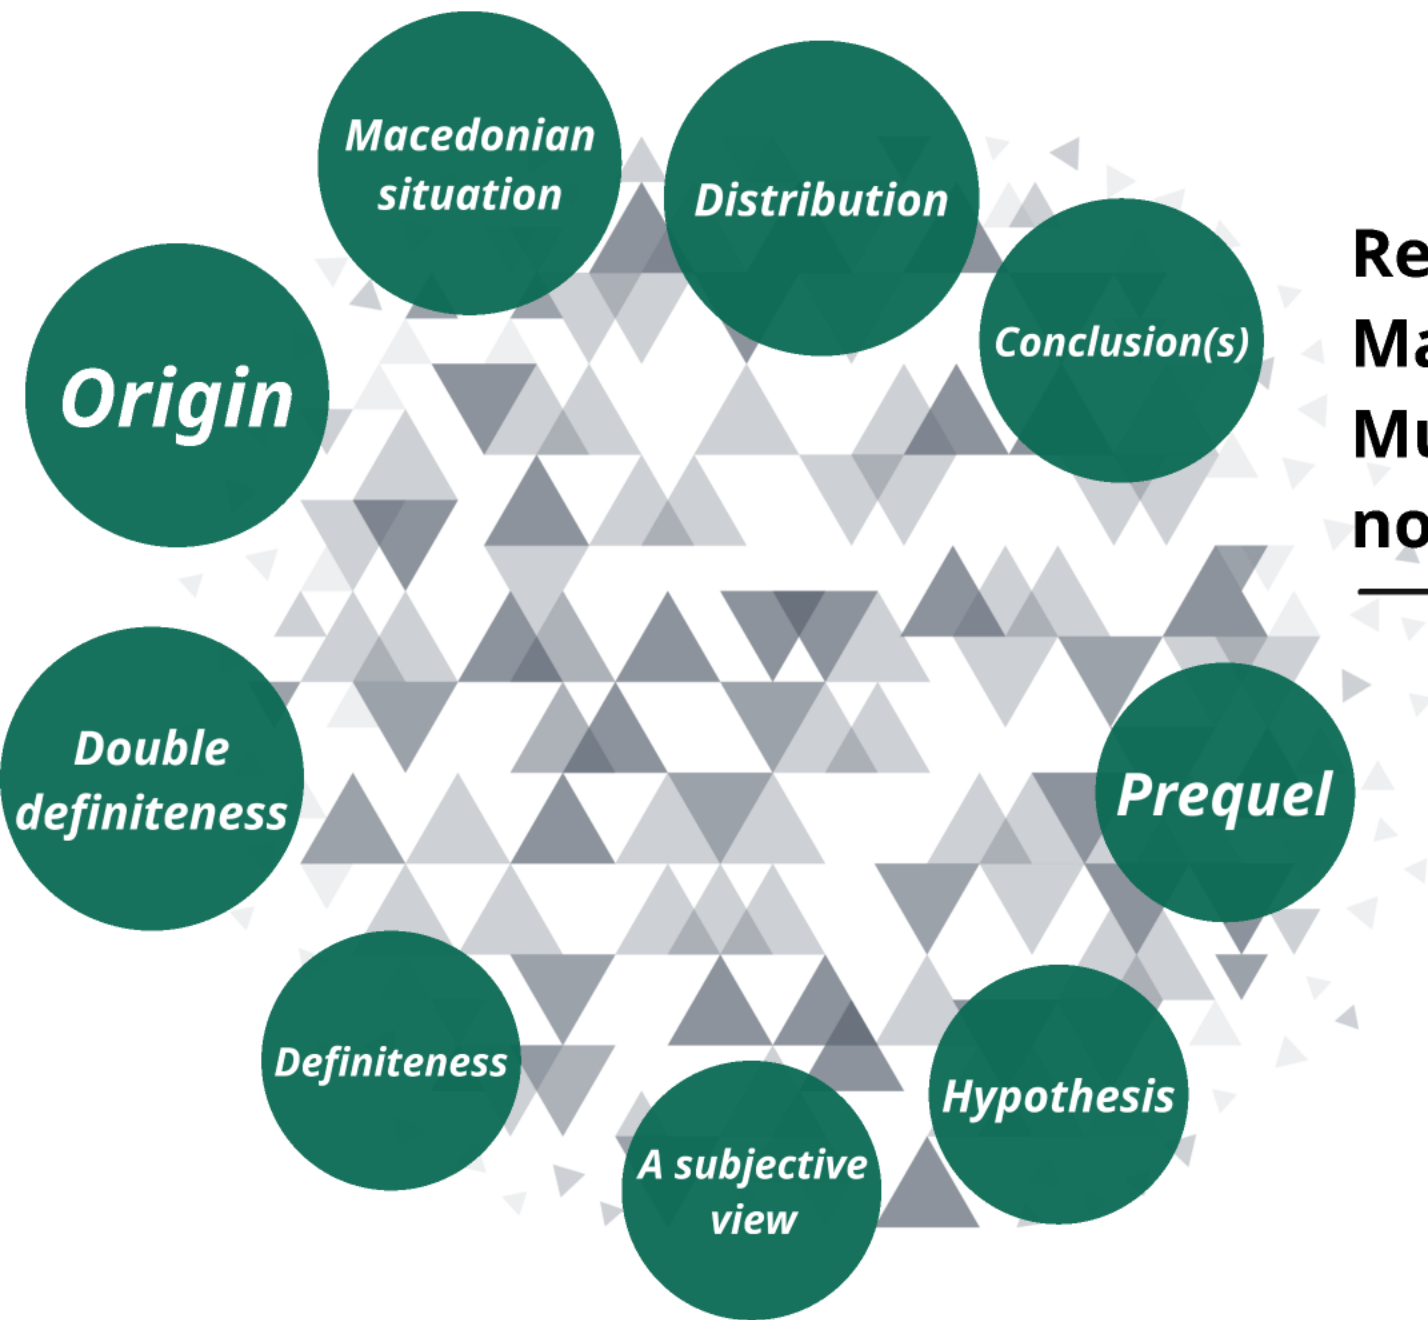 Macedonian
situation
Distribution
Conclusion(s)
Origin
Double
definiteness
Prequel
Definiteness
Hypothesis
A subjective
view